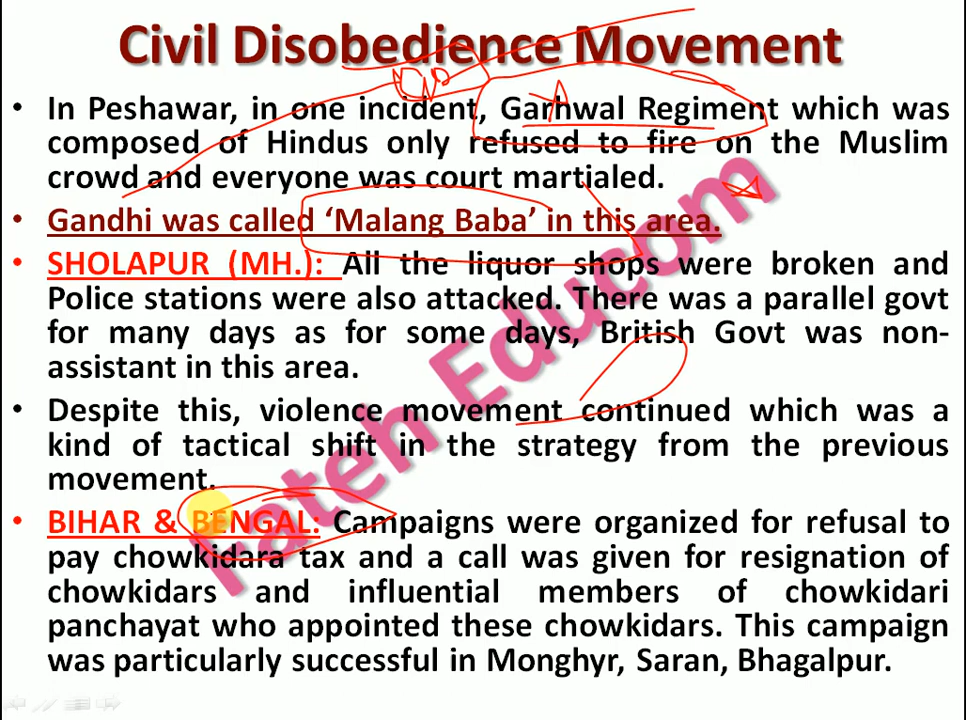 Civil Disobedience Movement
• In Peshawar, in one incident, Garhwal Regiment which was
composed of Hindus only refused to fire on the Muslim
crowd and everyone was court martialed.
• Gandhi was called ‘Malang Baba’ in this area.
• SHOLAPUR (MH.): All the liquor shops were broken and
Police stations were also attacked. There was a parallel govt
for many days as for some days, British Govt was non-
assistant in this area.
• Despite this, violence movement continued which was a
kind of tactical shift in the strategy from the previous
movement.
• BIHAR & BENGAL: Campaigns were organized for refusal to
pay chowkidara tax and a call was given for resignation of
chowkidars and influential members of chowkidari
panchayat who appointed these chowkidars. This campaign
was particularly successful in Monghyr, Saran, Bhagalpur.
Fateh Educom